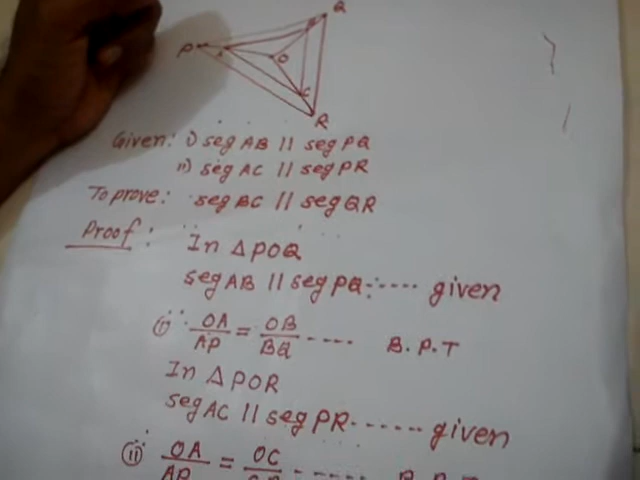 Q
B
P A O
C
R
Given: i) seg AB || seg PQ
ii) seg AC || seg PR
To prove: seg BC || seg QR
Proof: In △POQ
seg AB || seg PQ ..... given
∴ (i) OA/AP = OB/BQ ..... B.P.T
In △POR
seg AC || seg PR ...... given
∴ (ii) OA/AP = OC/ ......